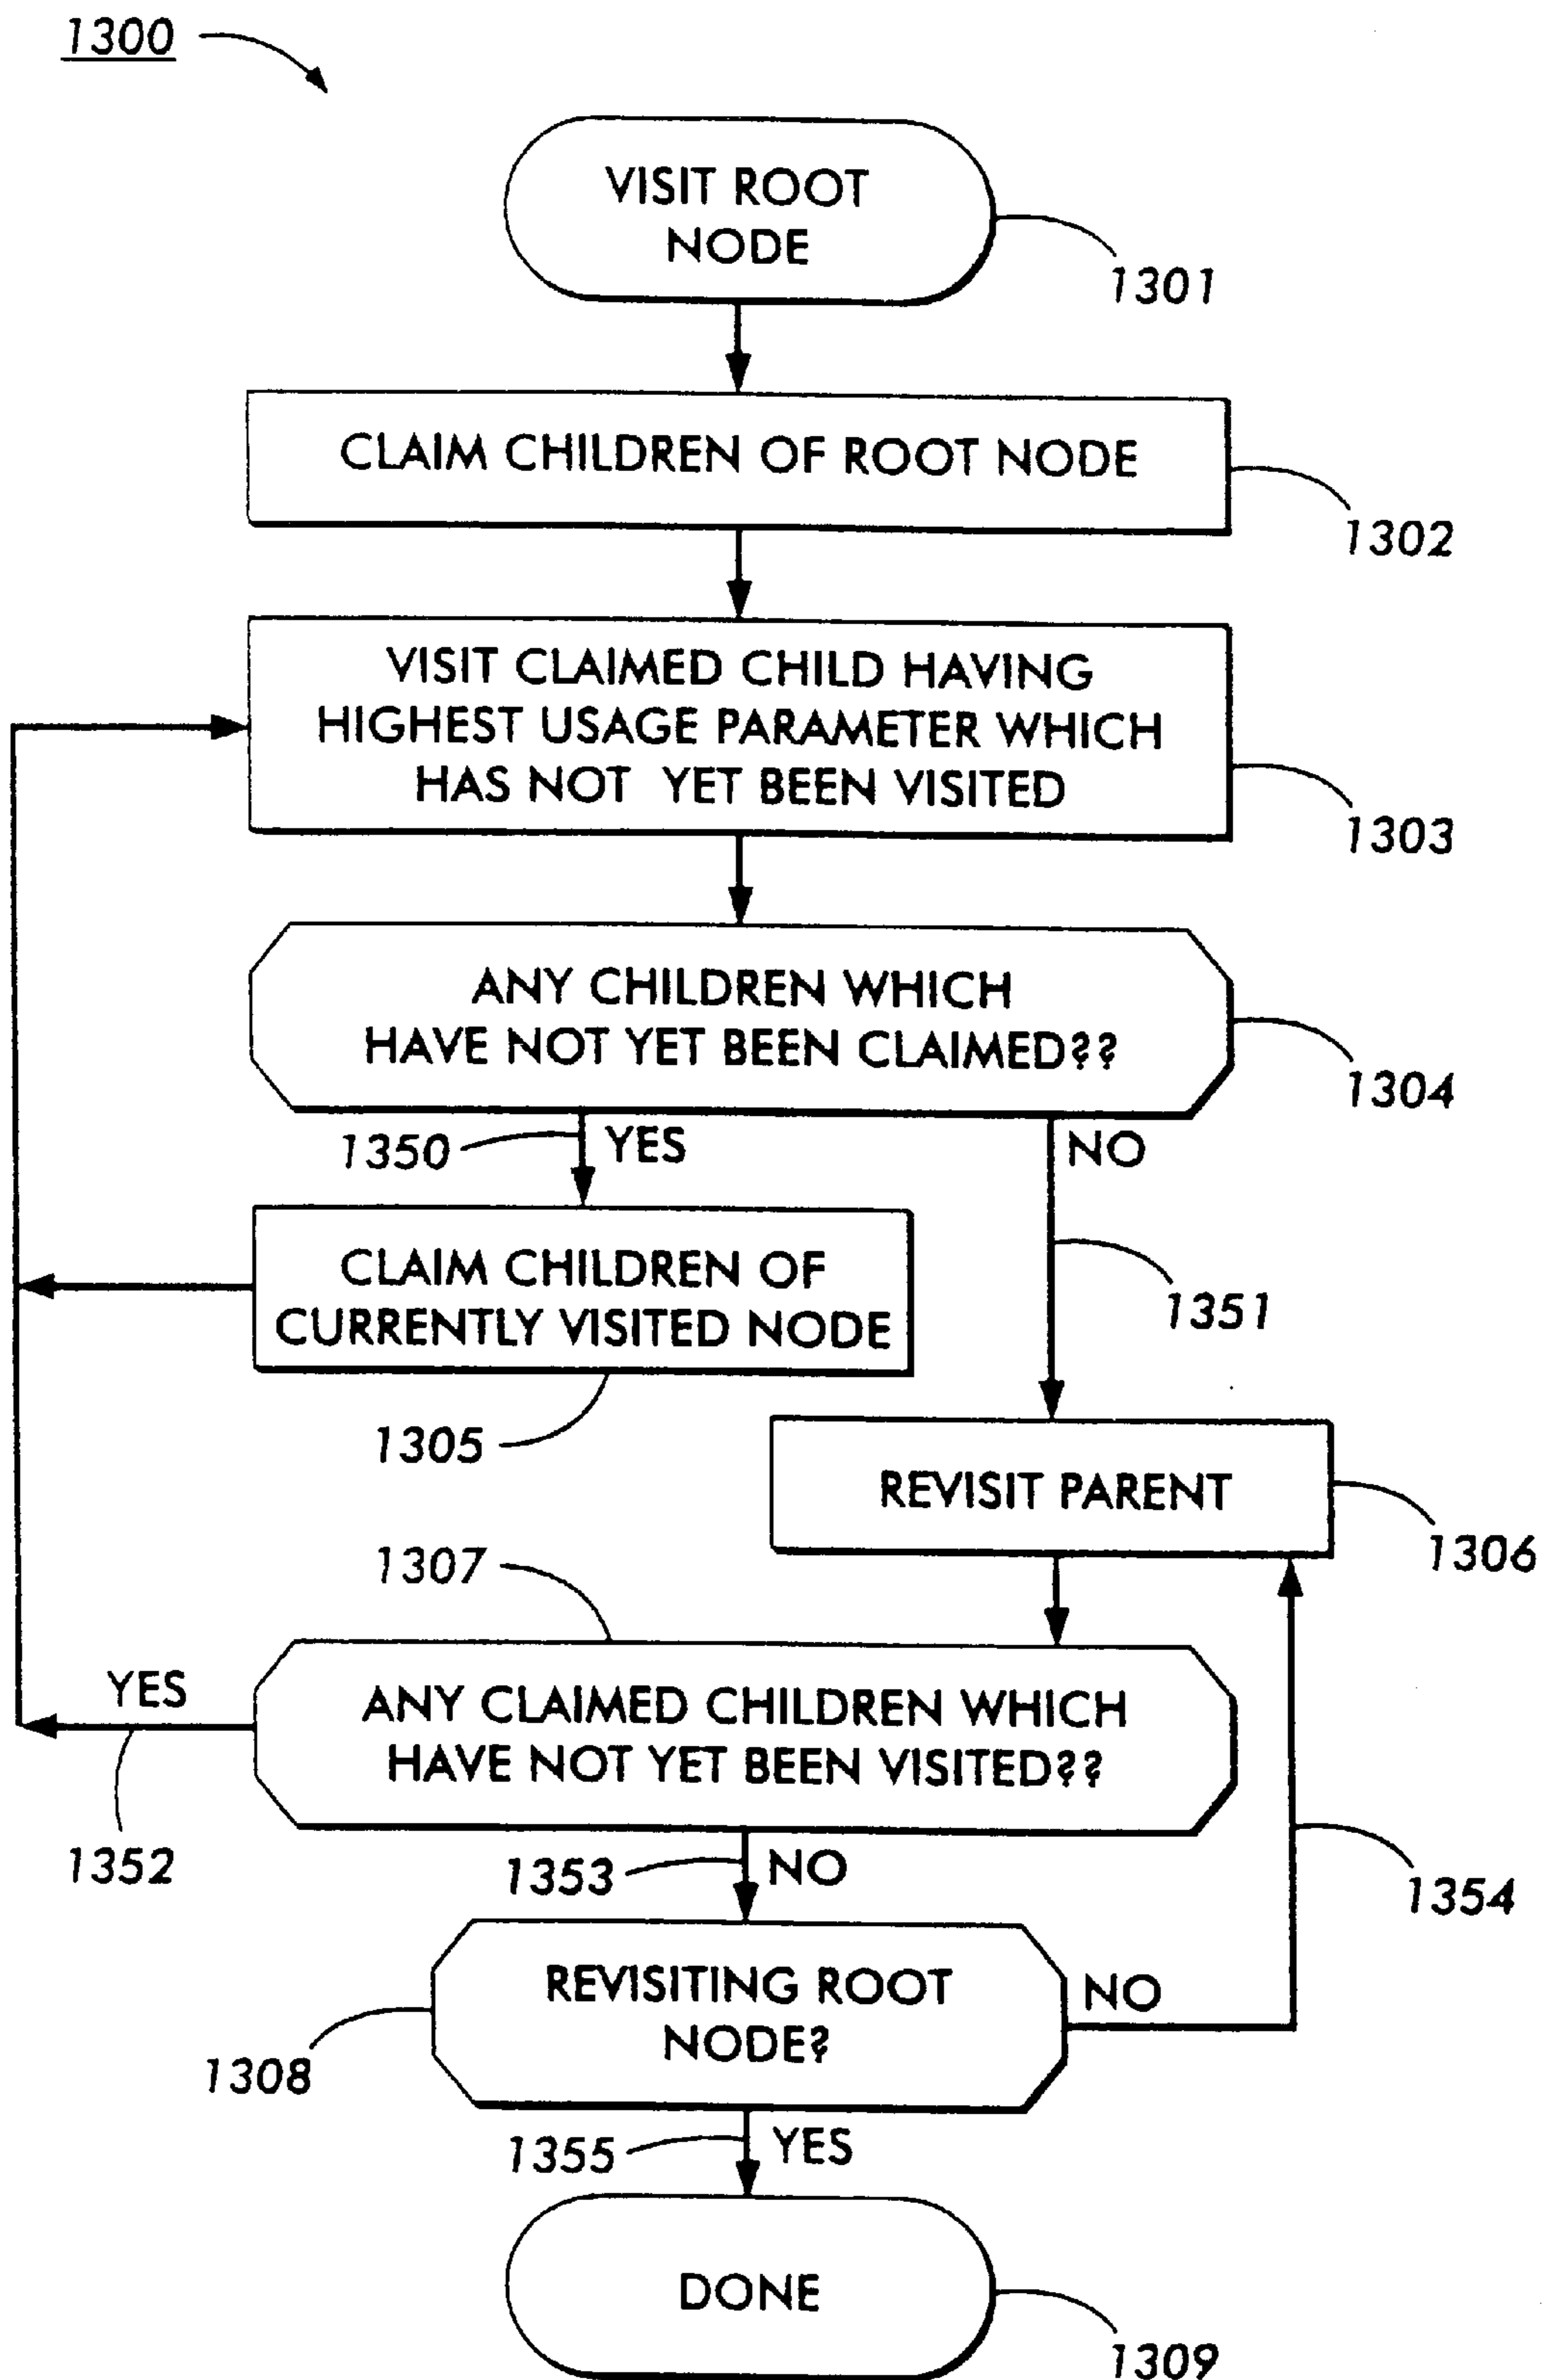 1300
VISIT ROOT
NODE
1301
CLAIM CHILDREN OF ROOT NODE
1302
VISIT CLAIMED CHILD HAVING
HIGHEST USAGE PARAMETER WHICH
HAS NOT YET BEEN VISITED
1303
ANY CHILDREN WHICH
HAVE NOT YET BEEN CLAIMED??
1304
1350
YES
NO
CLAIM CHILDREN OF
CURRENTLY VISITED NODE
1351
1305
REVISIT PARENT
1306
1307
ANY CLAIMED CHILDREN WHICH
HAVE NOT YET BEEN VISITED??
YES
1352
1353
NO
1354
REVISITING ROOT
NODE?
NO
1308
1355
YES
DONE
1309